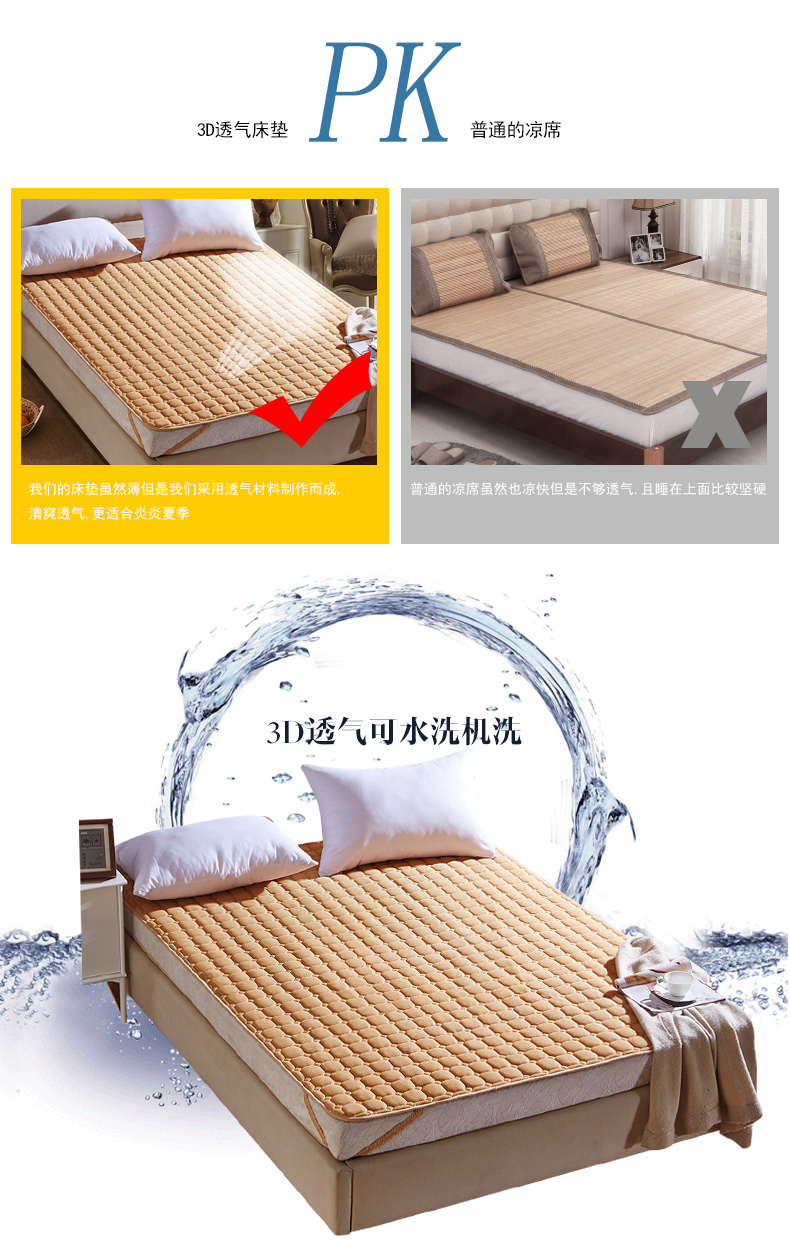 3D透气床垫 PK 普通的凉席
我们的床垫虽然薄但是我们采用透气材料制作而成,
清爽透气,更适合炎炎夏季
普通的凉席虽然也凉快但是不够透气,且睡在上面比较坚硬
3D透气可水洗机洗